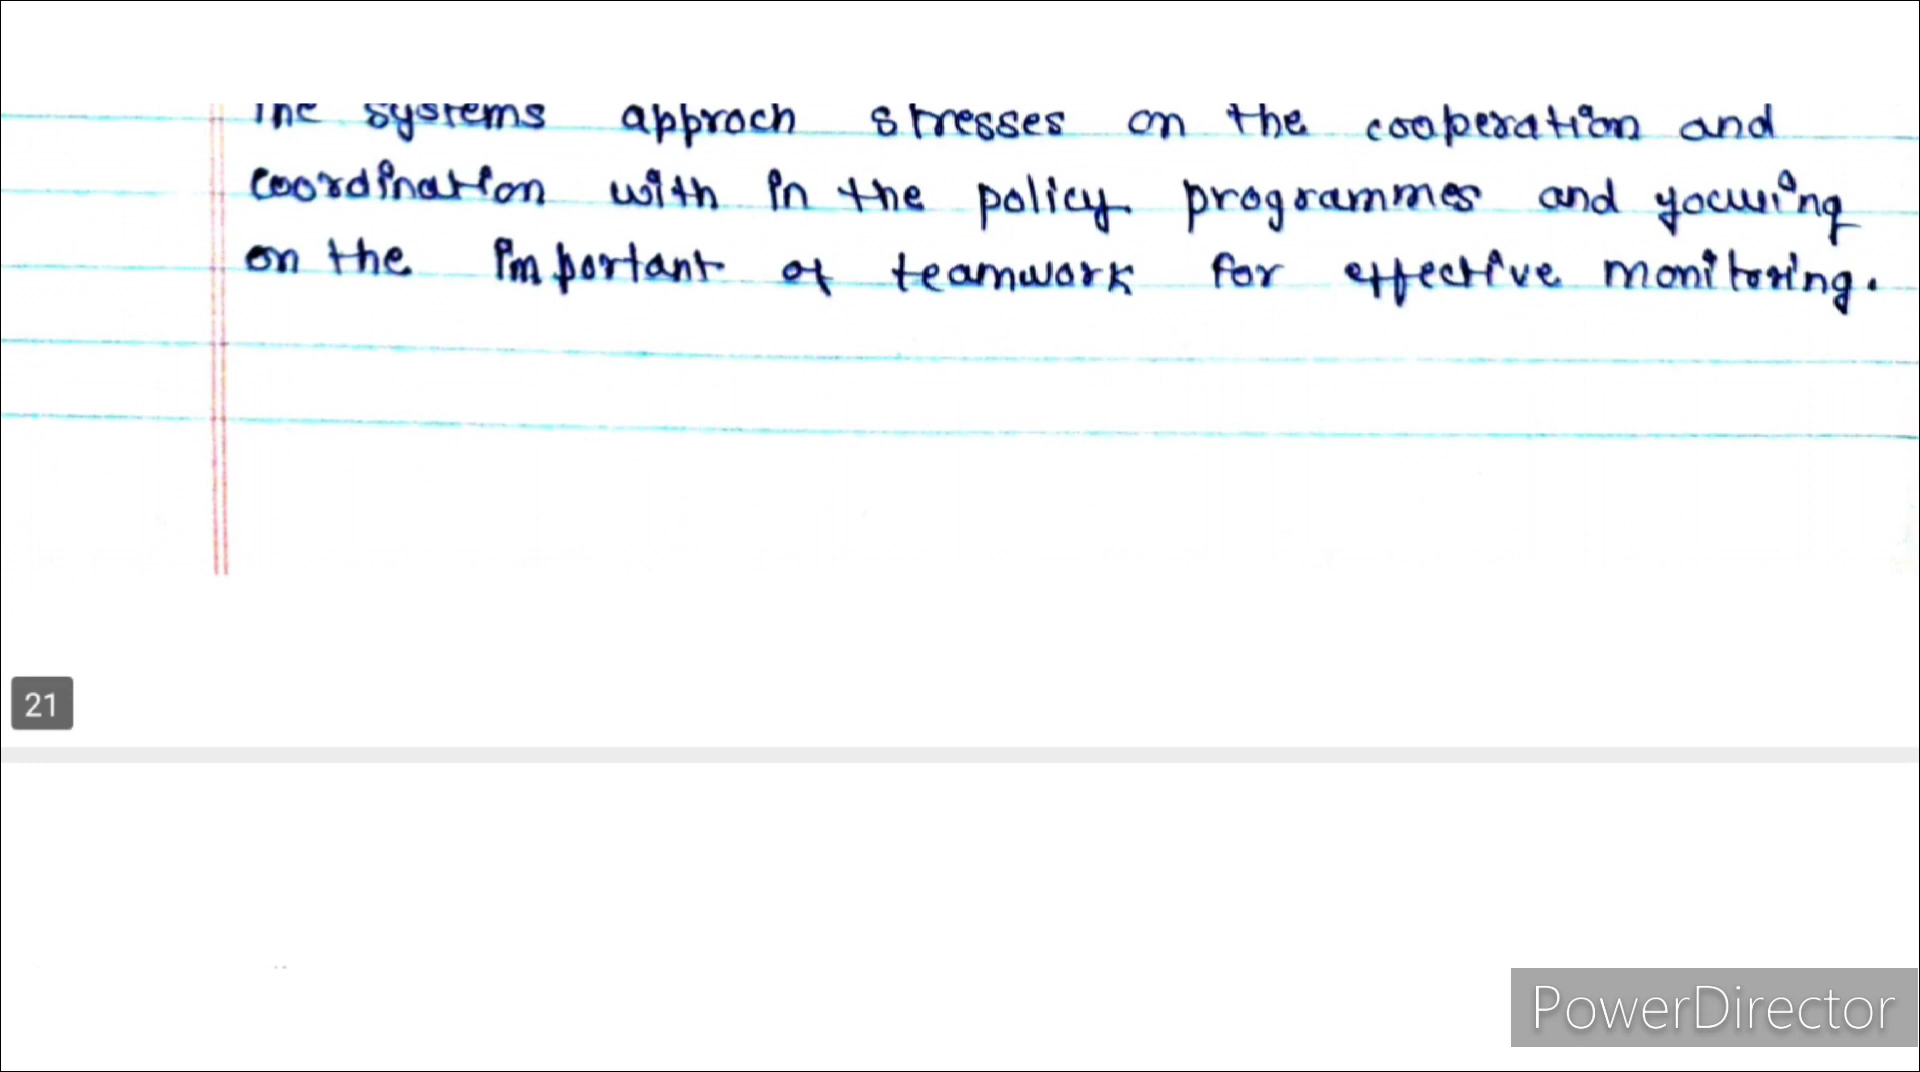 The systems approch stresses on the cooperation and
coordination with in the policy programmes and focusing
on the important of teamwork for effective monitoring.
21
PowerDirector